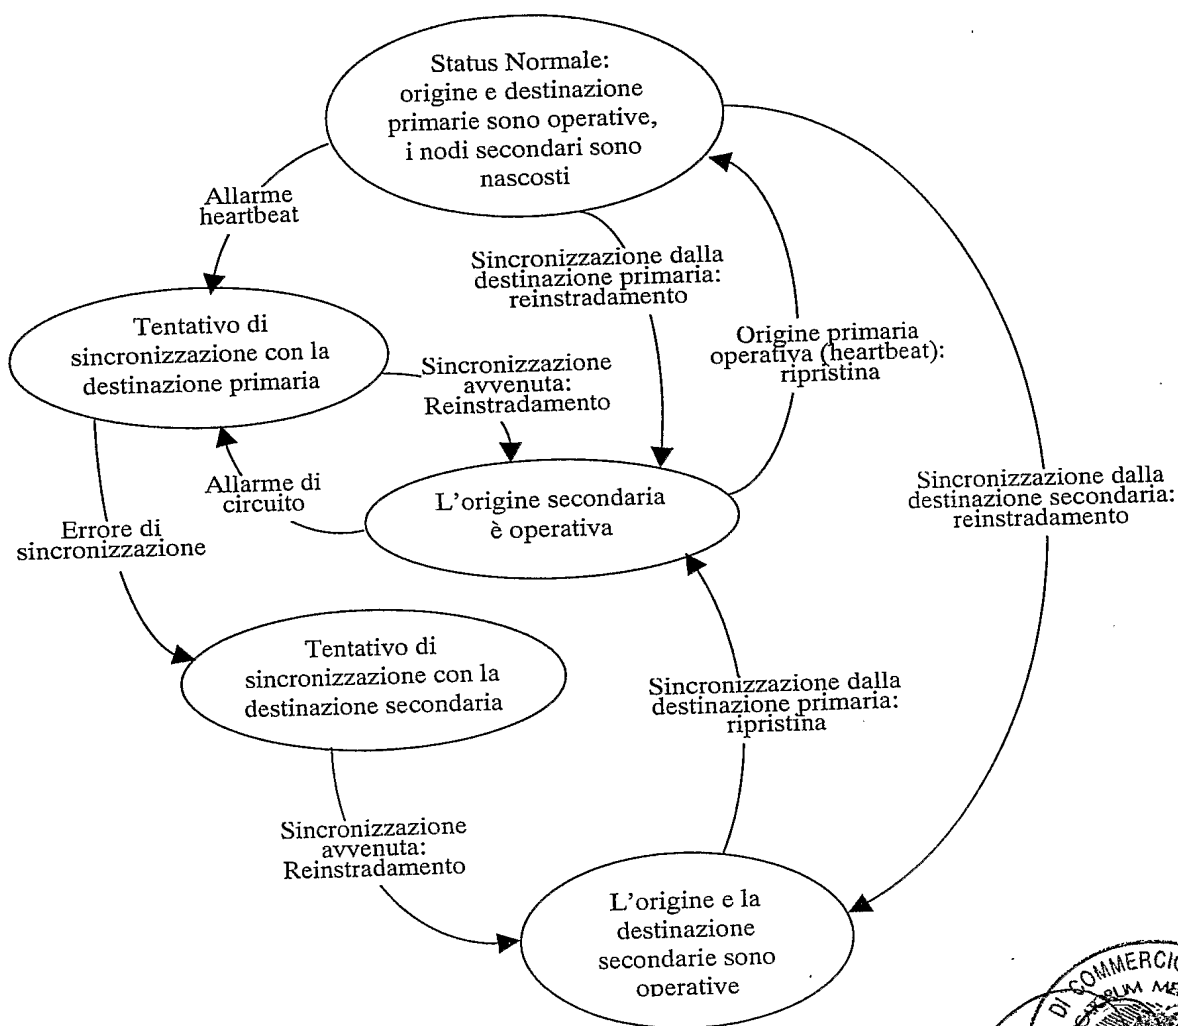 Status Normale:
origine e destinazione
primarie sono operative,
i nodi secondari sono
nascosti
Allarme
heartbeat
Sincronizzazione dalla
destinazione primaria:
reinstradamento
Tentativo di
sincronizzazione con la
destinazione primaria
Origine primaria
operativa (heartbeat):
ripristina
Sincronizzazione
avvenuta:
Reinstradamento
Allarme di
circuito
L'origine secondaria
è operativa
Sincronizzazione dalla
destinazione secondaria:
reinstradamento
Errore di
sincronizzazione
Tentativo di
sincronizzazione con la
destinazione secondaria
Sincronizzazione dalla
destinazione primaria:
ripristina
Sincronizzazione
avvenuta:
Reinstradamento
L'origine e la
destinazione
secondarie sono
operative
DI COMMERCIO